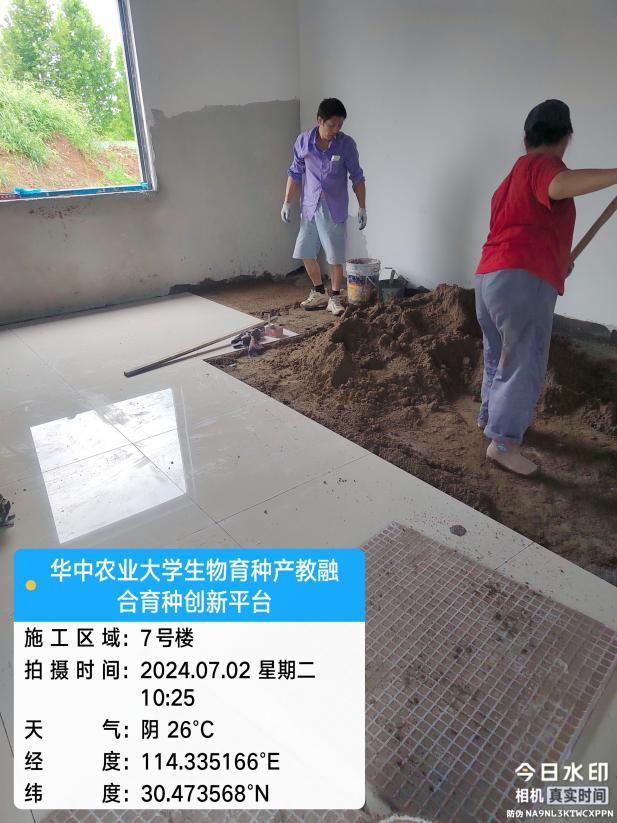 华中农业大学生物育种产教融
合育种创新平台
施工区域：7号楼
拍摄时间：2024.07.02 星期二
10:25
天气：阴 26°C
经度：114.335166°E
纬度：30.473568°N
今日水印
相机 真实时间
防伪 NA9NL3KTWCXPPN